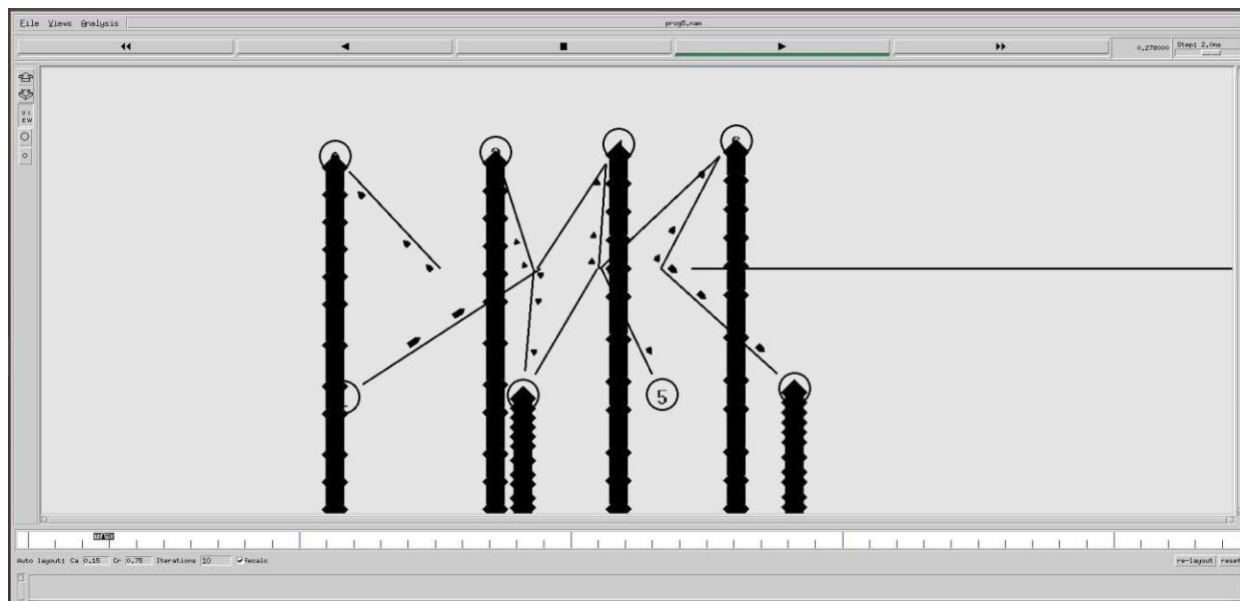 File Views Analysis prog5.nam
0.278000 Step: 2.0ms
5
Auto layout: Ca 0.15 Cr 0.75 Iterations 10 Recalc re-layout reset